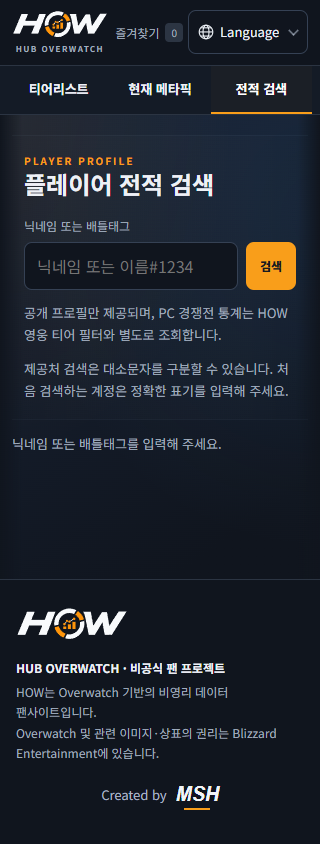 HOW
HUB OVERWATCH
즐겨찾기 0
Language
티어리스트 현재 메타픽 전적 검색
PLAYER PROFILE
플레이어 전적 검색
닉네임 또는 배틀태그
닉네임 또는 이름#1234
검색
공개 프로필만 제공되며, PC 경쟁전 통계는 HOW
영웅 티어 필터와 별도로 조회합니다.
제공처 검색은 대소문자를 구분할 수 있습니다. 처
음 검색하는 계정은 정확한 표기를 입력해 주세요.
닉네임 또는 배틀태그를 입력해 주세요.
HOW
HUB OVERWATCH · 비공식 팬 프로젝트
HOW는 Overwatch 기반의 비영리 데이터
팬사이트입니다.
Overwatch 및 관련 이미지·상표의 권리는 Blizzard
Entertainment에 있습니다.
Created by MSH